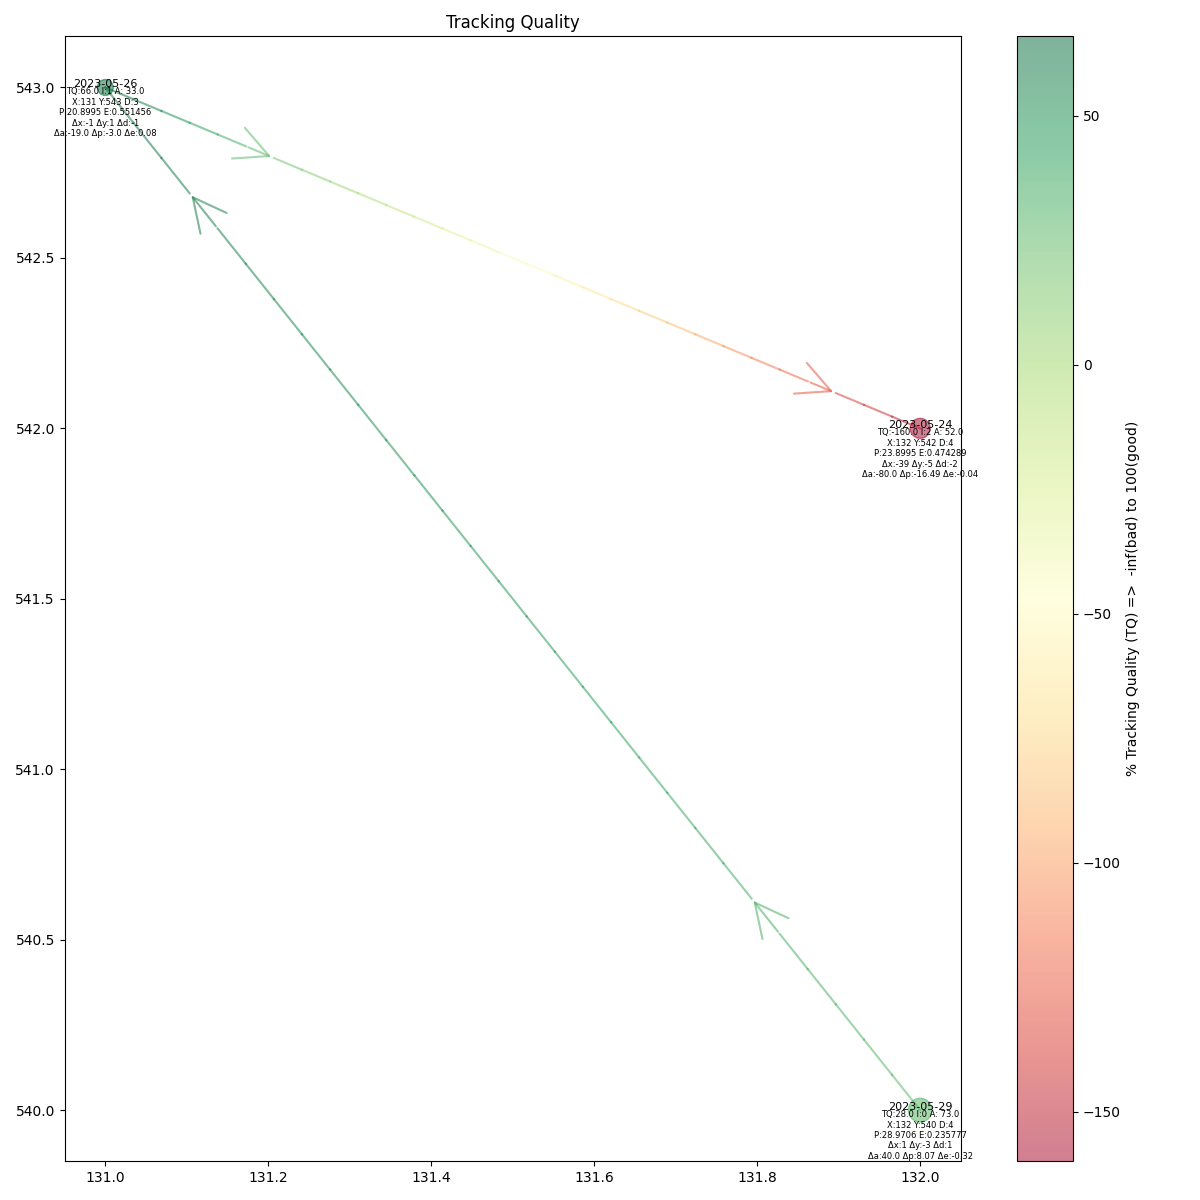 Tracking Quality
543.0
542.5
542.0
541.5
541.0
540.5
540.0
2023-05-26
TQ:66.0 I:1 A: 33.0
X:131 Y:543 D:3
P:20.8995 E:0.551456
Δx:-1 Δy:1 Δd:-1
Δa:-19.0 Δp:-3.0 Δe:0.08
2023-05-24
TQ:-160.0 I:2 A: 52.0
X:132 Y:542 D:4
P:23.8995 E:0.474289
Δx:-39 Δy:-5 Δd:-2
Δa:-80.0 Δp:-16.49 Δe:-0.04
2023-05-29
TQ:28.0 I:0 A: 73.0
X:132 Y:540 D:4
P:28.9706 E:0.235777
Δx:1 Δy:-3 Δd:1
Δa:40.0 Δp:8.07 Δe:-0.32
131.0 131.2 131.4 131.6 131.8 132.0
50
0
−50
−100
−150
% Tracking Quality (TQ) => -inf(bad) to 100(good)